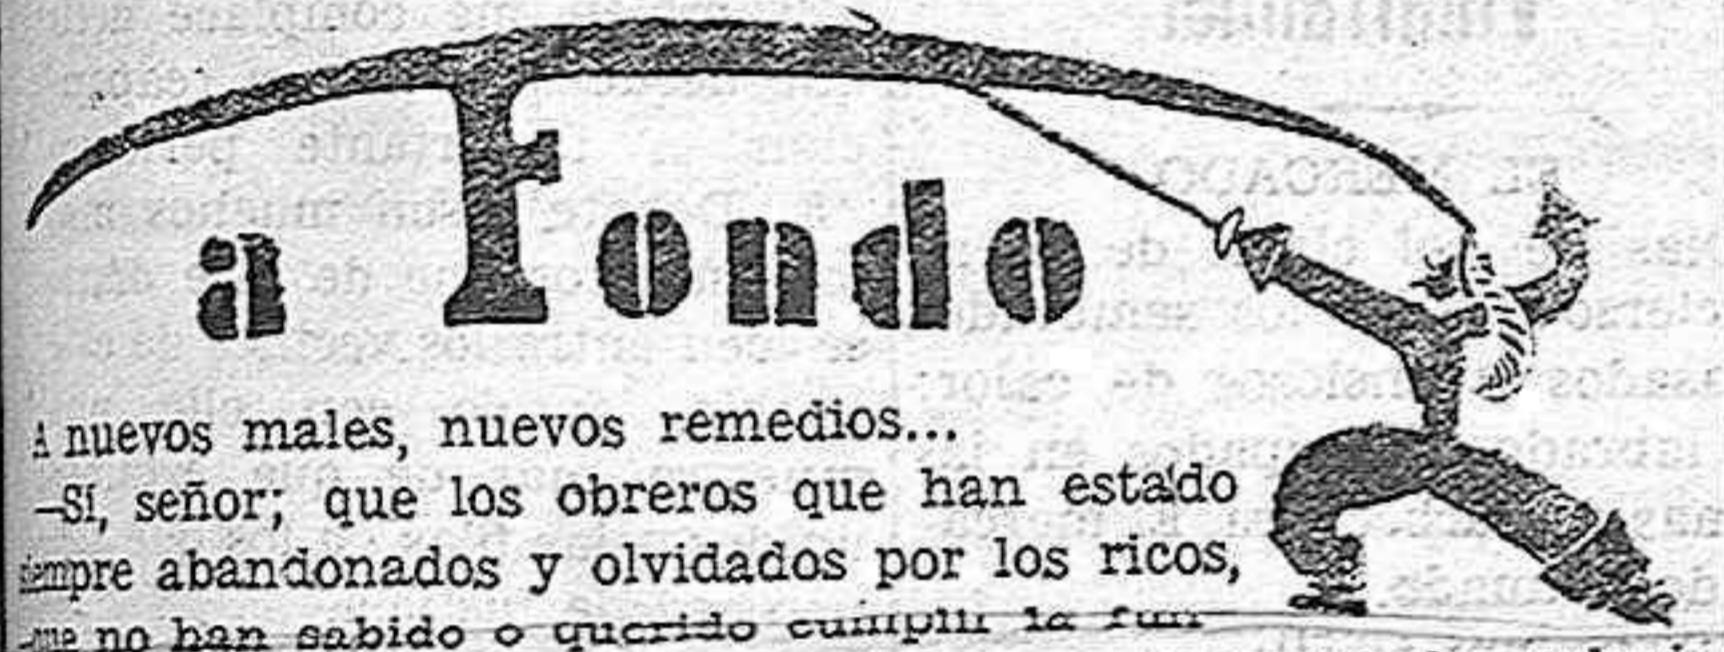 a Fondo
A nuevos males, nuevos remedios...
—Sí, señor; que los obreros que han estado
siempre abandonados y olvidados por los ricos,
que no han sabido o querido cumplir la fun